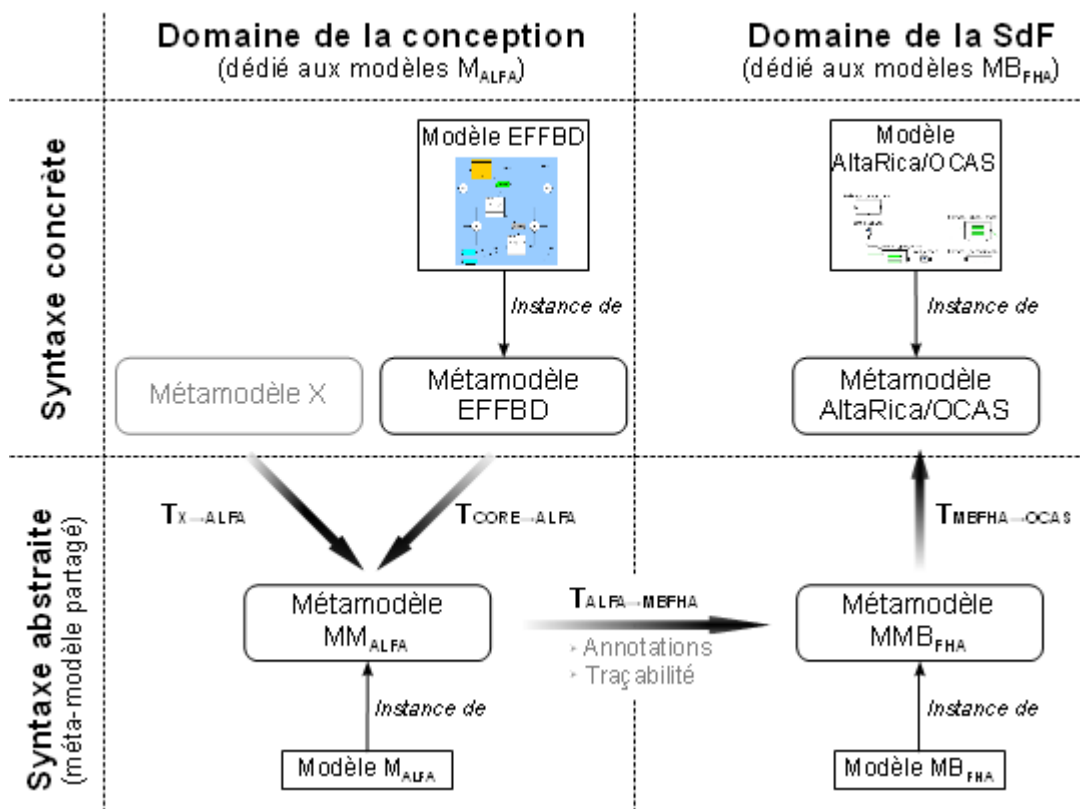 Domaine de la conception
(dédié aux modèles MALFA)
Domaine de la SdF
(dédié aux modèles MBFHA)
Syntaxe concrète
Modèle EFFBD
Modèle
AltaRica/OCAS
Instance de
Instance de
Métamodèle X
Métamodèle
EFFBD
Métamodèle
AltaRica/OCAS
Syntaxe abstraite
(méta-modèle partagé)
TX→ALFA
TCORE→ALFA
TMBFHA→OCAS
Métamodèle
MMALFA
TALFA→MBFHA
➢ Annotations
➢ Traçabilité
Métamodèle
MMBFHA
Instance de
Instance de
Modèle MALFA
Modèle MBFHA